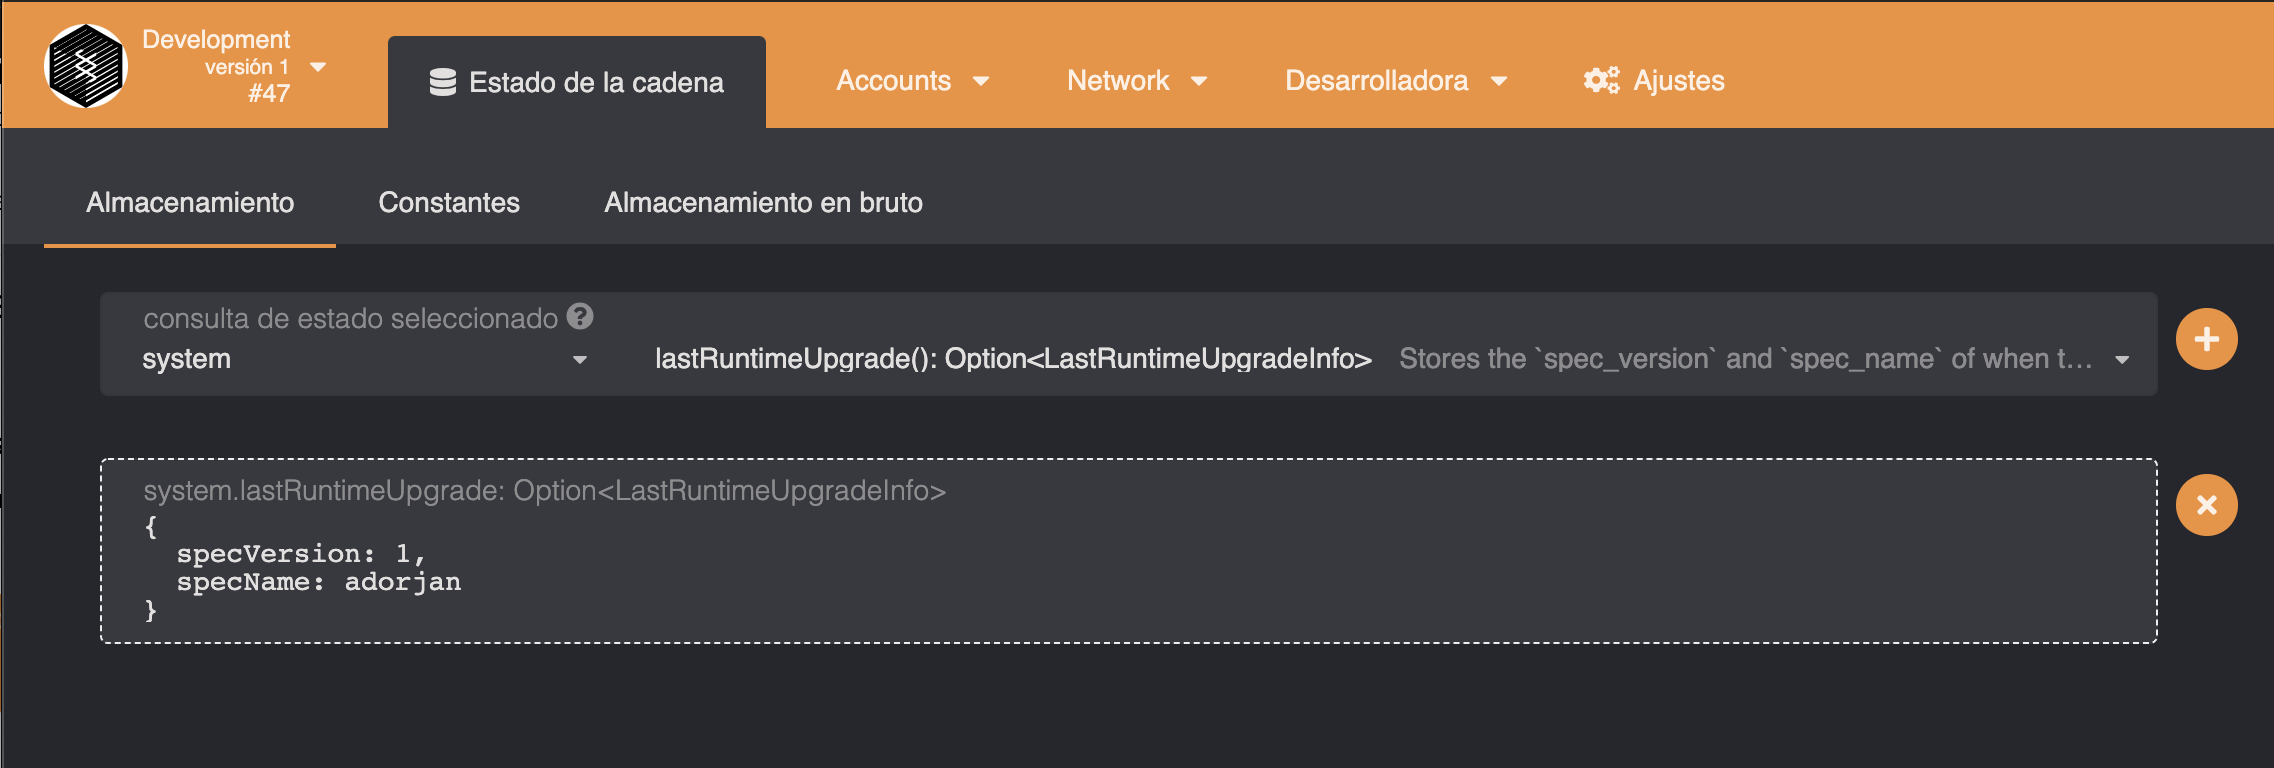 Development
versión 1
#47
Estado de la cadena
Accounts
Network
Desarrolladora
Ajustes
Almacenamiento
Constantes
Almacenamiento en bruto
consulta de estado seleccionado ?
system
lastRuntimeUpgrade(): Option<LastRuntimeUpgradeInfo> Stores the `spec_version` and `spec_name` of when t…
system.lastRuntimeUpgrade: Option<LastRuntimeUpgradeInfo>
{
  specVersion: 1,
  specName: adorjan
}